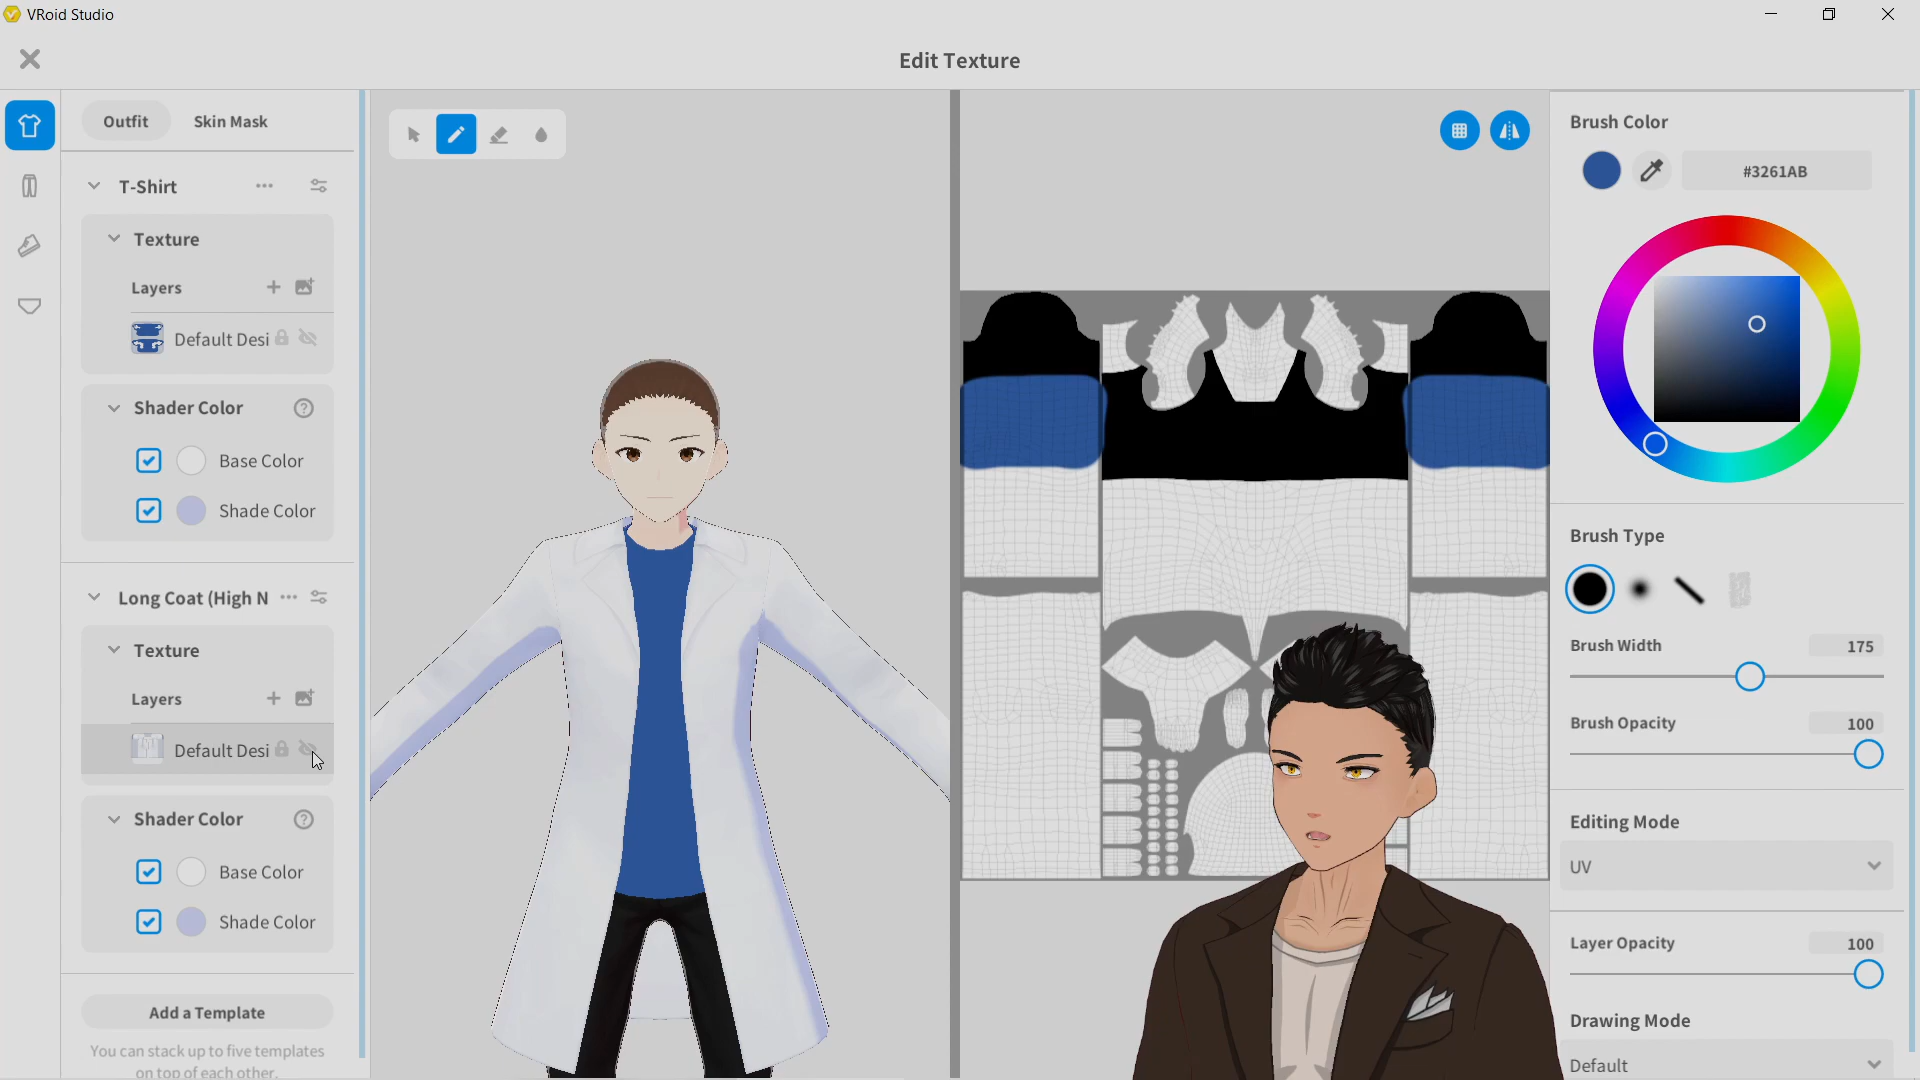 VRoid Studio
Edit Texture
Outfit
Skin Mask
T-Shirt
Texture
Layers
Default Desi
Shader Color
Base Color
Shade Color
Long Coat (High N
Texture
Layers
Default Desi
Shader Color
Base Color
Shade Color
Add a Template
You can stack up to five templates
on top of each other.
Brush Color
#3261AB
Brush Type
Brush Width
175
Brush Opacity
100
Editing Mode
UV
Layer Opacity
100
Drawing Mode
Default